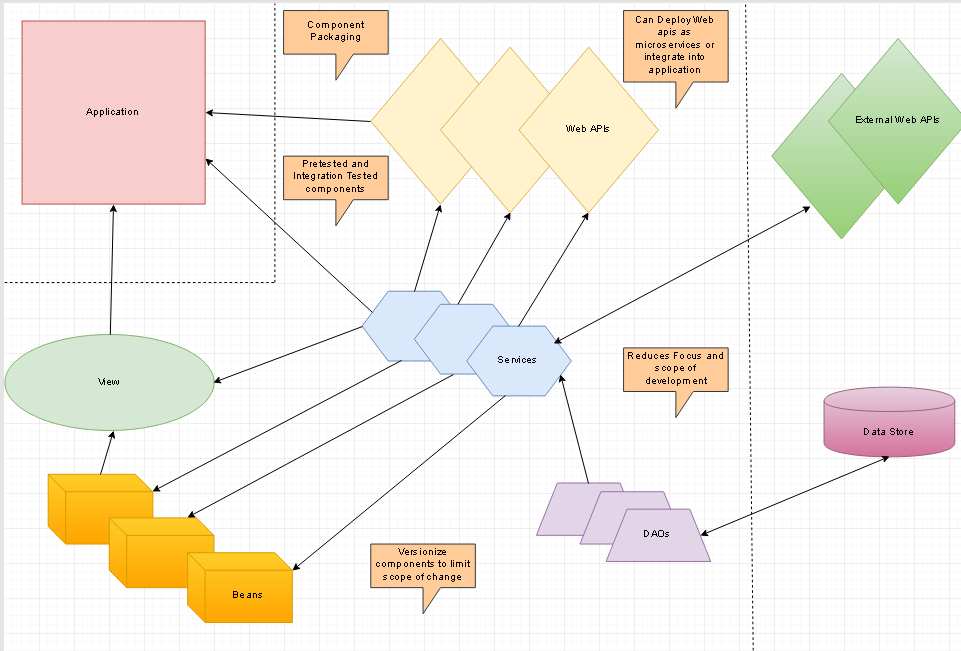 Component
Packaging
Can Deploy Web
apis as
microservices or
integrate into
application
Application
Web APIs
External Web APIs
Pretested and
Integration Tested
components
Services
View
Reduces Focus and
scope of
development
Data Store
DAOs
Versionize
components to limit
scope of change
Beans